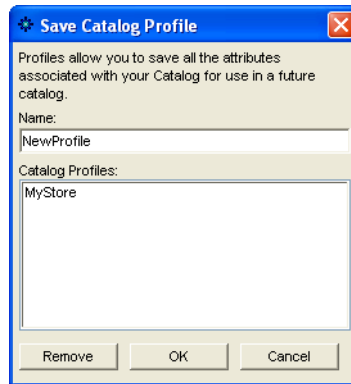 Save Catalog Profile
Profiles allow you to save all the attributes
associated with your Catalog for use in a future
catalog.
Name:
NewProfile
Catalog Profiles:
MyStore
Remove OK Cancel